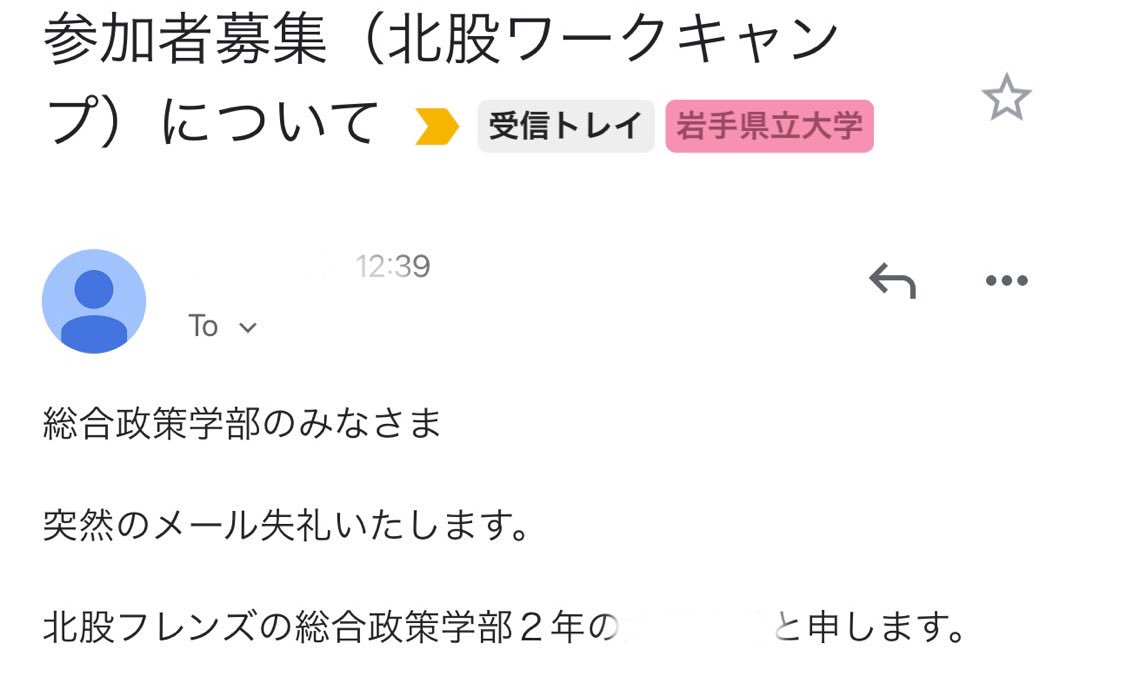 参加者募集（北股ワークキャン
プ）について 受信トレイ 岩手県立大学
12:39
To
総合政策学部のみなさま
突然のメール失礼いたします。
北股フレンズの総合政策学部２年の と申します。